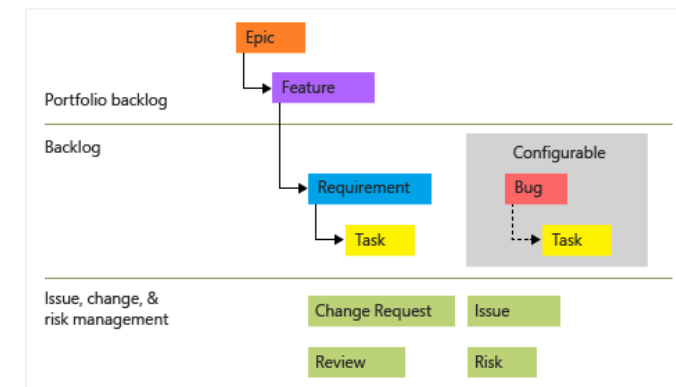 Epic
Feature
Portfolio backlog
Backlog
Configurable
Requirement
Bug
Task
Task
Issue, change, &
risk management
Change Request
Issue
Review
Risk